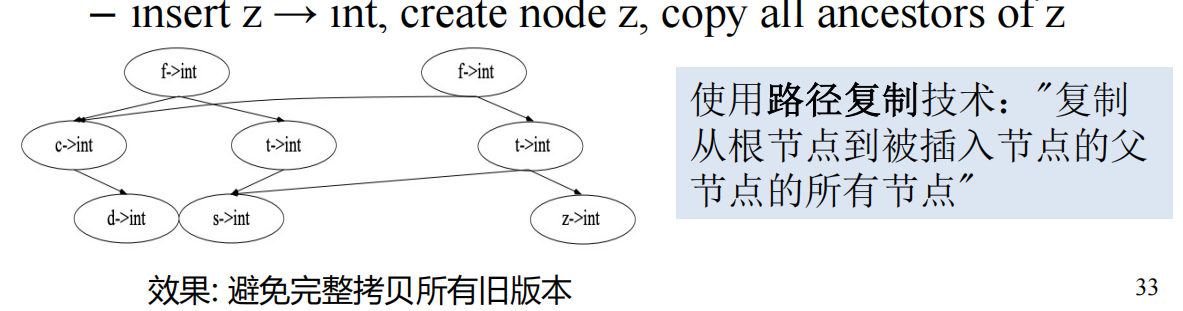 – insert z → int, create node z, copy all ancestors of z
f->int f->int
c->int t->int t->int
d->int s->int z->int
使用路径复制技术："复制
从根节点到被插入节点的父
节点的所有节点"
效果: 避免完整拷贝所有旧版本
33